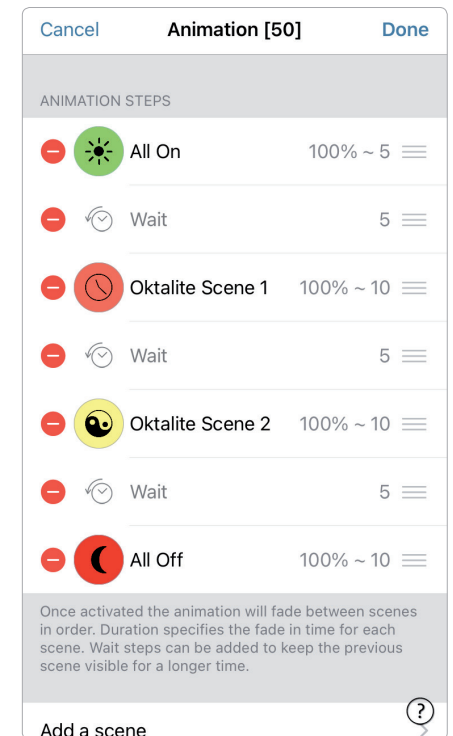 Cancel Animation [50] Done
ANIMATION STEPS
All On 100% ~ 5
Wait 5
Oktalite Scene 1 100% ~ 10
Wait 5
Oktalite Scene 2 100% ~ 10
Wait 5
All Off 100% ~ 10
Once activated the animation will fade between scenes
in order. Duration specifies the fade in time for each
scene. Wait steps can be added to keep the previous
scene visible for a longer time.
?
Add a scene